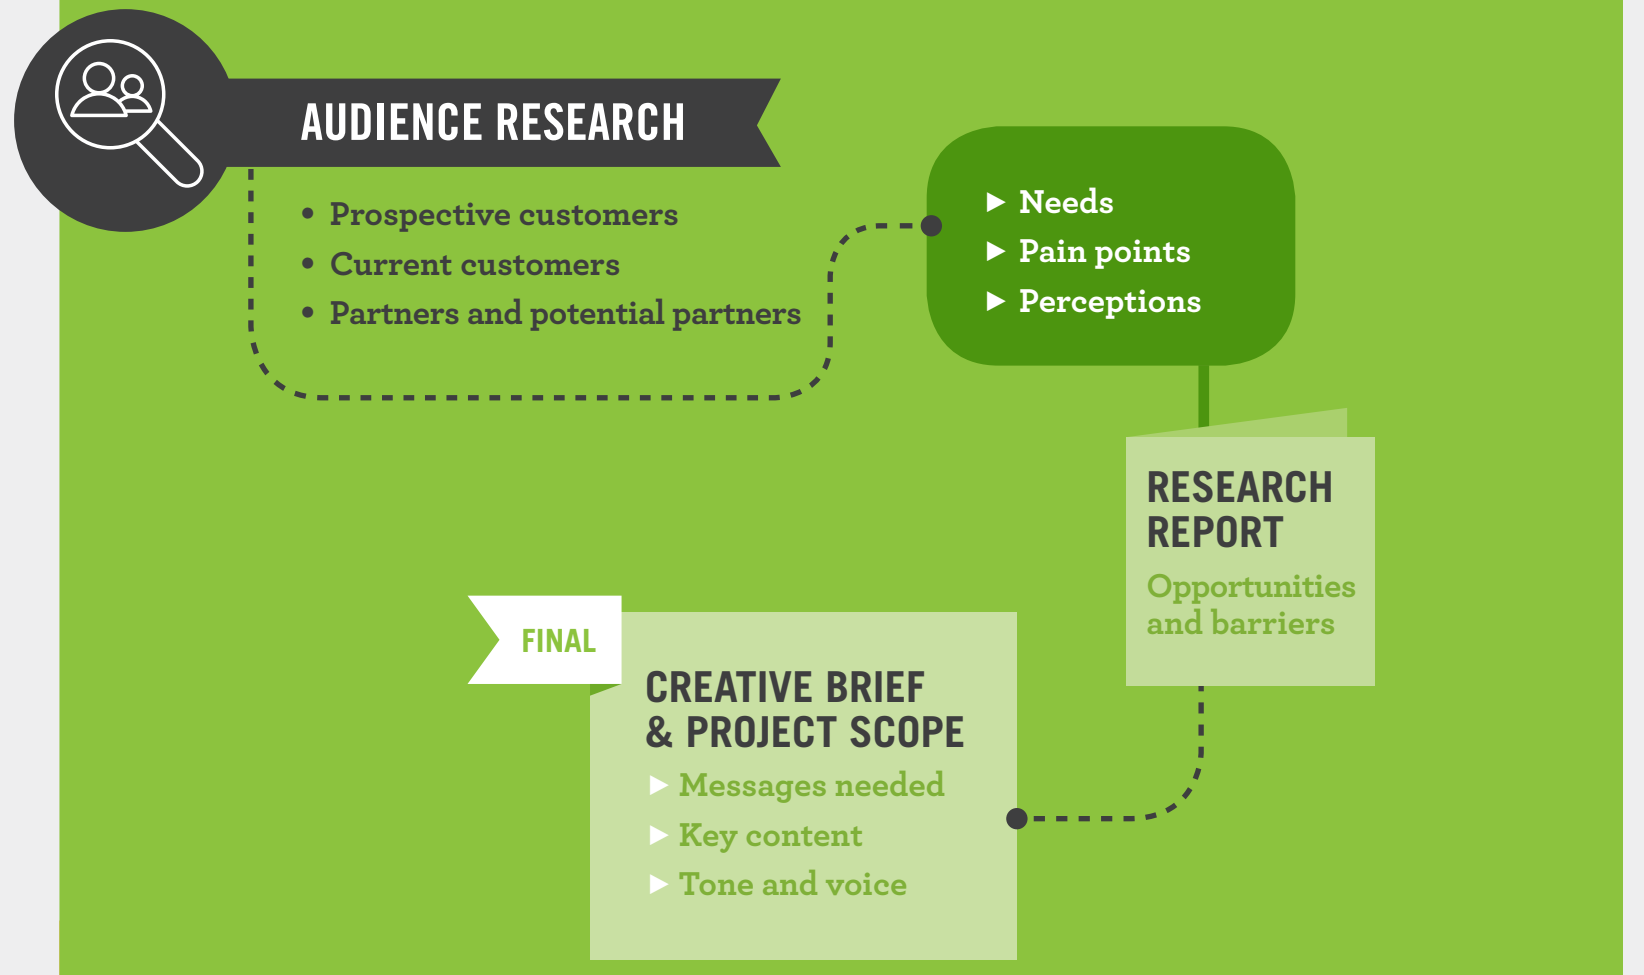 AUDIENCE RESEARCH
• Prospective customers
• Current customers
• Partners and potential partners
► Needs
► Pain points
► Perceptions
RESEARCH
REPORT
Opportunities
and barriers
FINAL
CREATIVE BRIEF
& PROJECT SCOPE
► Messages needed
► Key content
► Tone and voice